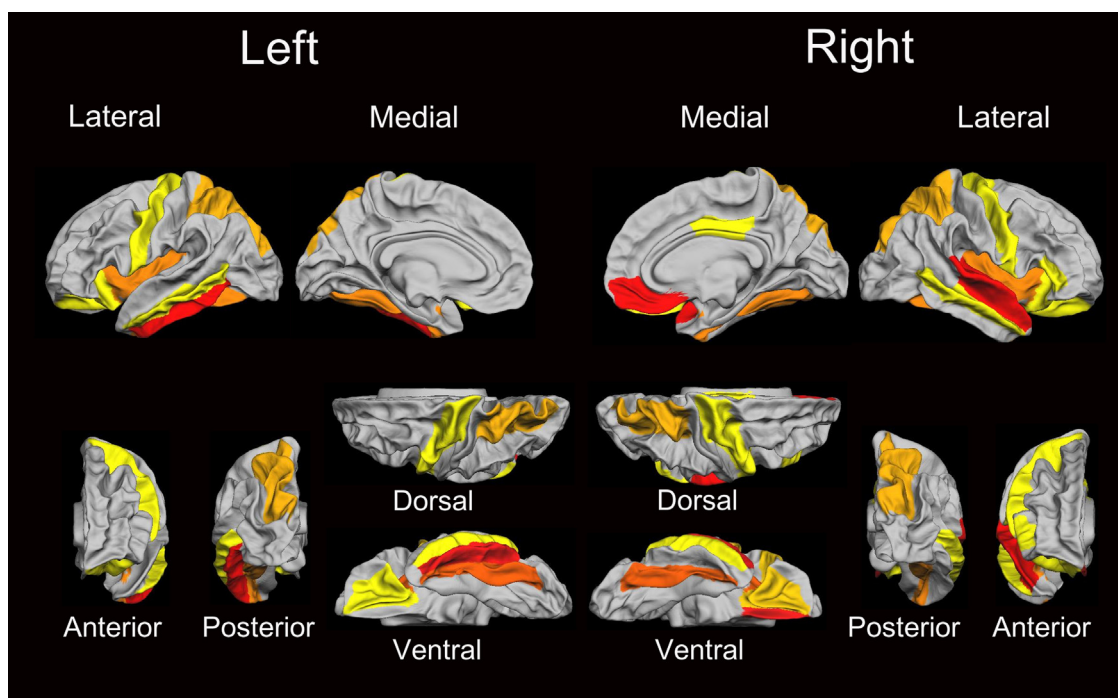 Left Right
Lateral Medial Medial Lateral
Dorsal Dorsal
Anterior Posterior Ventral Ventral Posterior Anterior